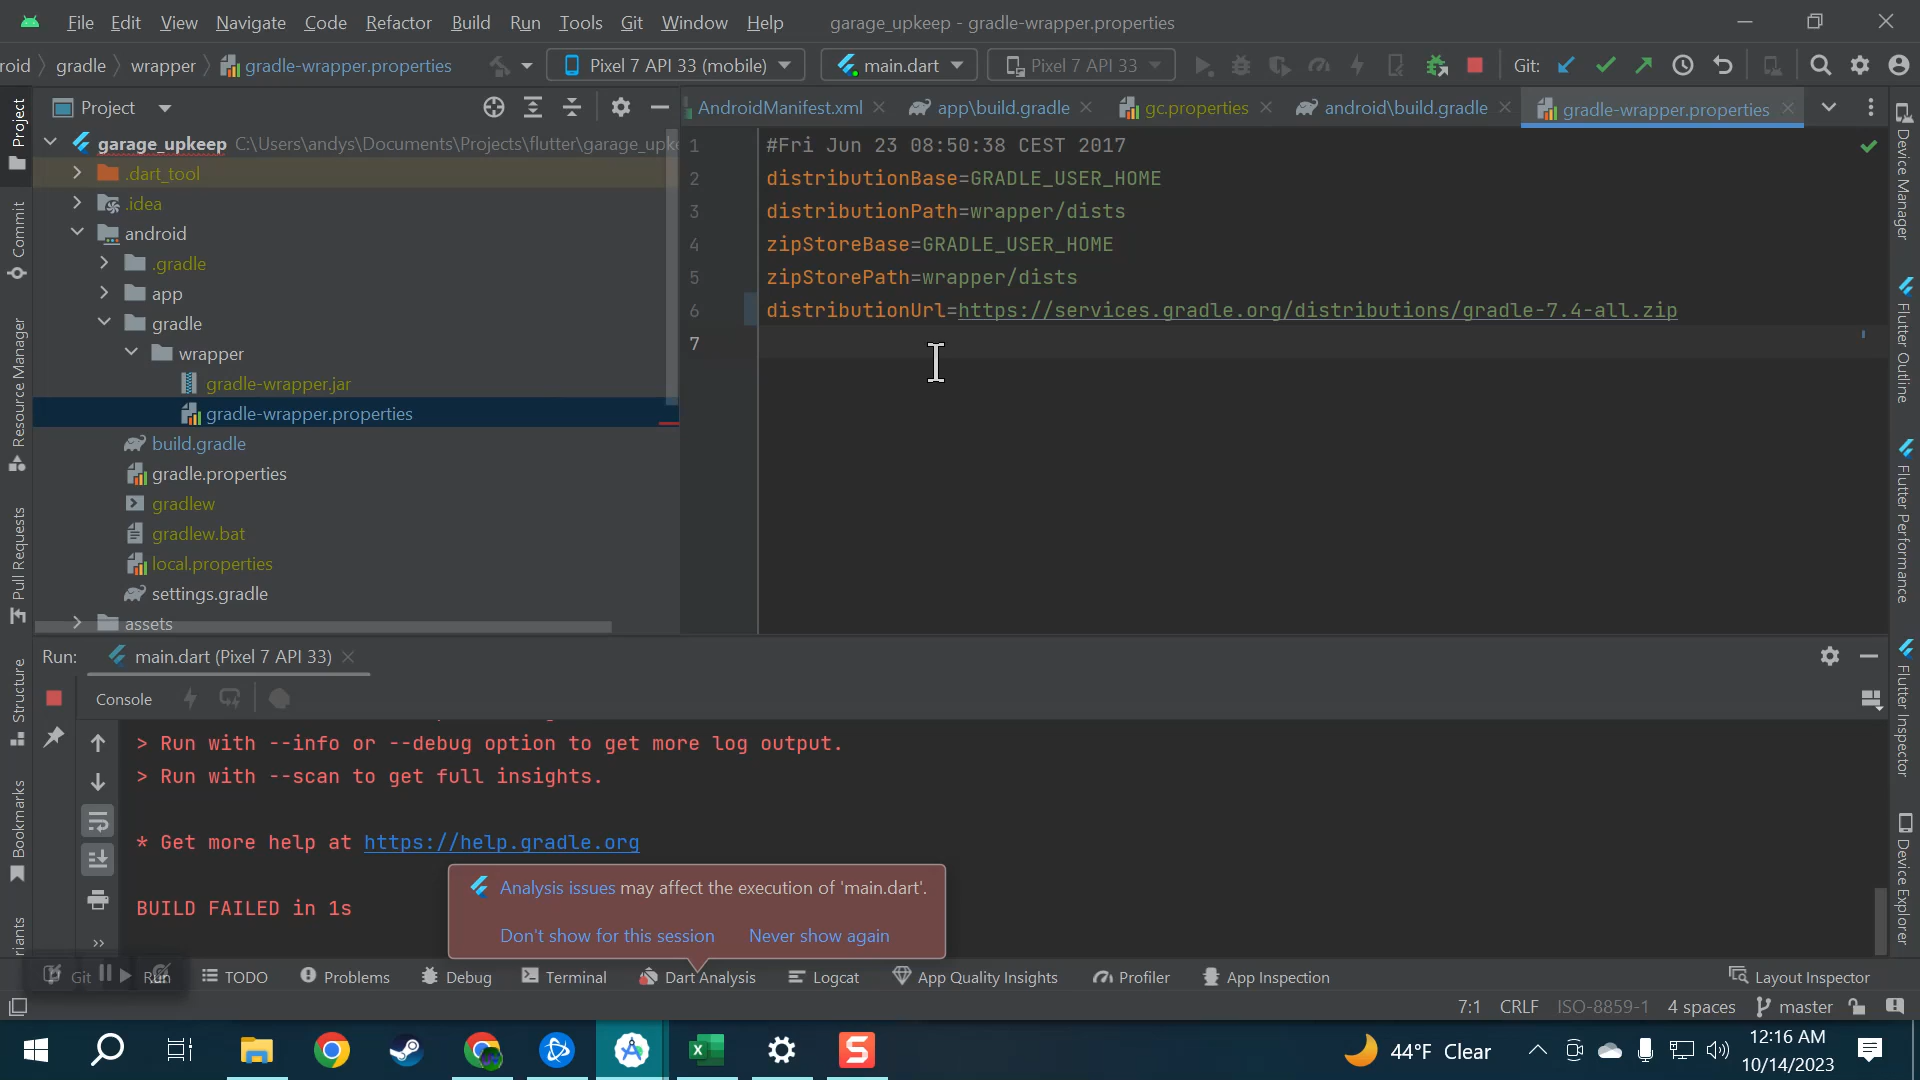 File Edit View Navigate Code Refactor Build Run Tools Git Window Help garage_upkeep - gradle-wrapper.properties
roid gradle wrapper gradle-wrapper.properties Pixel 7 API 33 (mobile) main.dart Pixel 7 API 33 Git:
Project
AndroidManifest.xml app\build.gradle gc.properties android\build.gradle gradle-wrapper.properties
garage_upkeep C:\Users\andys\Documents\Projects\flutter\garage_upke
.dart_tool
.idea
android
.gradle
app
gradle
wrapper
gradle-wrapper.jar
gradle-wrapper.properties
build.gradle
gradle.properties
gradlew
gradlew.bat
local.properties
settings.gradle
assets
1 #Fri Jun 23 08:50:38 CEST 2017
2 distributionBase=GRADLE_USER_HOME
3 distributionPath=wrapper/dists
4 zipStoreBase=GRADLE_USER_HOME
5 zipStorePath=wrapper/dists
6 distributionUrl=https://services.gradle.org/distributions/gradle-7.4-all.zip
7
Project
Commit
Resource Manager
Pull Requests
Structure
Bookmarks
riants
Device Manager
Flutter Outline
Flutter Performance
Flutter Inspector
Device Explorer
Run: main.dart (Pixel 7 API 33)
Console
> Run with --info or --debug option to get more log output.
> Run with --scan to get full insights.
* Get more help at https://help.gradle.org
BUILD FAILED in 1s
Analysis issues may affect the execution of 'main.dart'.
Don't show for this session Never show again
Git Run TODO Problems Debug Terminal Dart Analysis Logcat App Quality Insights Profiler App Inspection Layout Inspector
7:1 CRLF ISO-8859-1 4 spaces master
44°F Clear
12:16 AM
10/14/2023